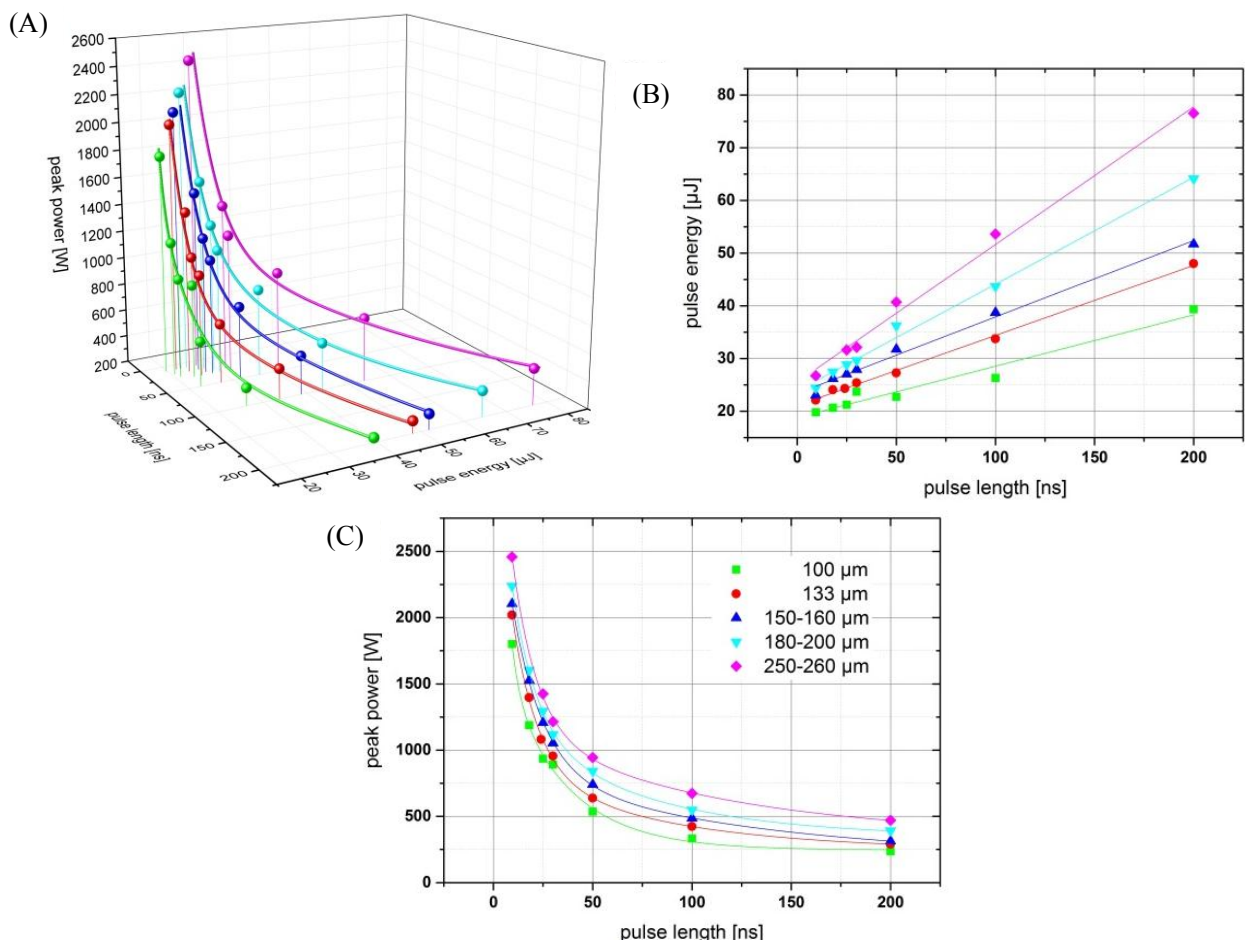 (A)
2600
2400
2200
2000
1800
1600
1400
1200
1000
800
600
400
200
peak power [W]
0
50
100
150
200
pulse length [ns]
20
30
40
50
60
70
80
pulse energy [µJ]
(B)
80
70
60
50
40
30
20
pulse energy [µJ]
0 50 100 150 200
pulse length [ns]
(C)
2500
2000
1500
1000
500
0
peak power [W]
100 µm
133 µm
150-160 µm
180-200 µm
250-260 µm
0 50 100 150 200
pulse length [ns]